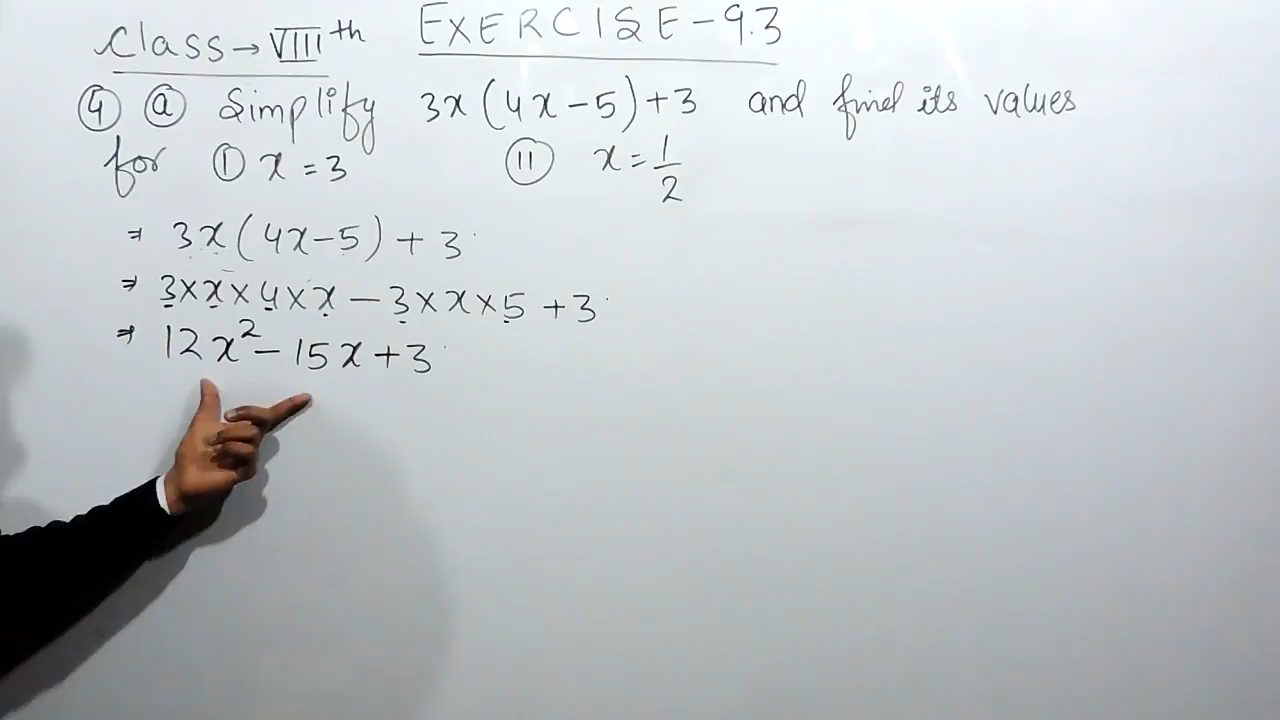 Class → VIIIth EXERCISE - 9.3
④ ⓐ Simplify 3x(4x-5)+3 and find its values
for Ⓘ x=3 ⑪ x=1/2
⇒ 3x(4x-5)+3
⇒ 3×x×4×x-3×x×5+3
⇒ 12x²-15x+3